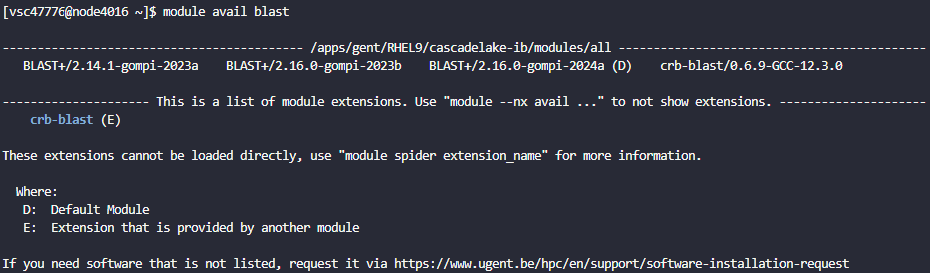 [vsc47776@node4016 ~]$ module avail blast
----------------------------------------- /apps/gent/RHEL9/cascadelake-ib/modules/all -----------------------------------------
BLAST+/2.14.1-gompi-2023a BLAST+/2.16.0-gompi-2023b BLAST+/2.16.0-gompi-2024a (D) crb-blast/0.6.9-GCC-12.3.0
-------------------- This is a list of module extensions. Use "module --nx avail ..." to not show extensions. --------------------
crb-blast (E)
These extensions cannot be loaded directly, use "module spider extension_name" for more information.
Where:
D: Default Module
E: Extension that is provided by another module
If you need software that is not listed, request it via https://www.ugent.be/hpc/en/support/software-installation-request